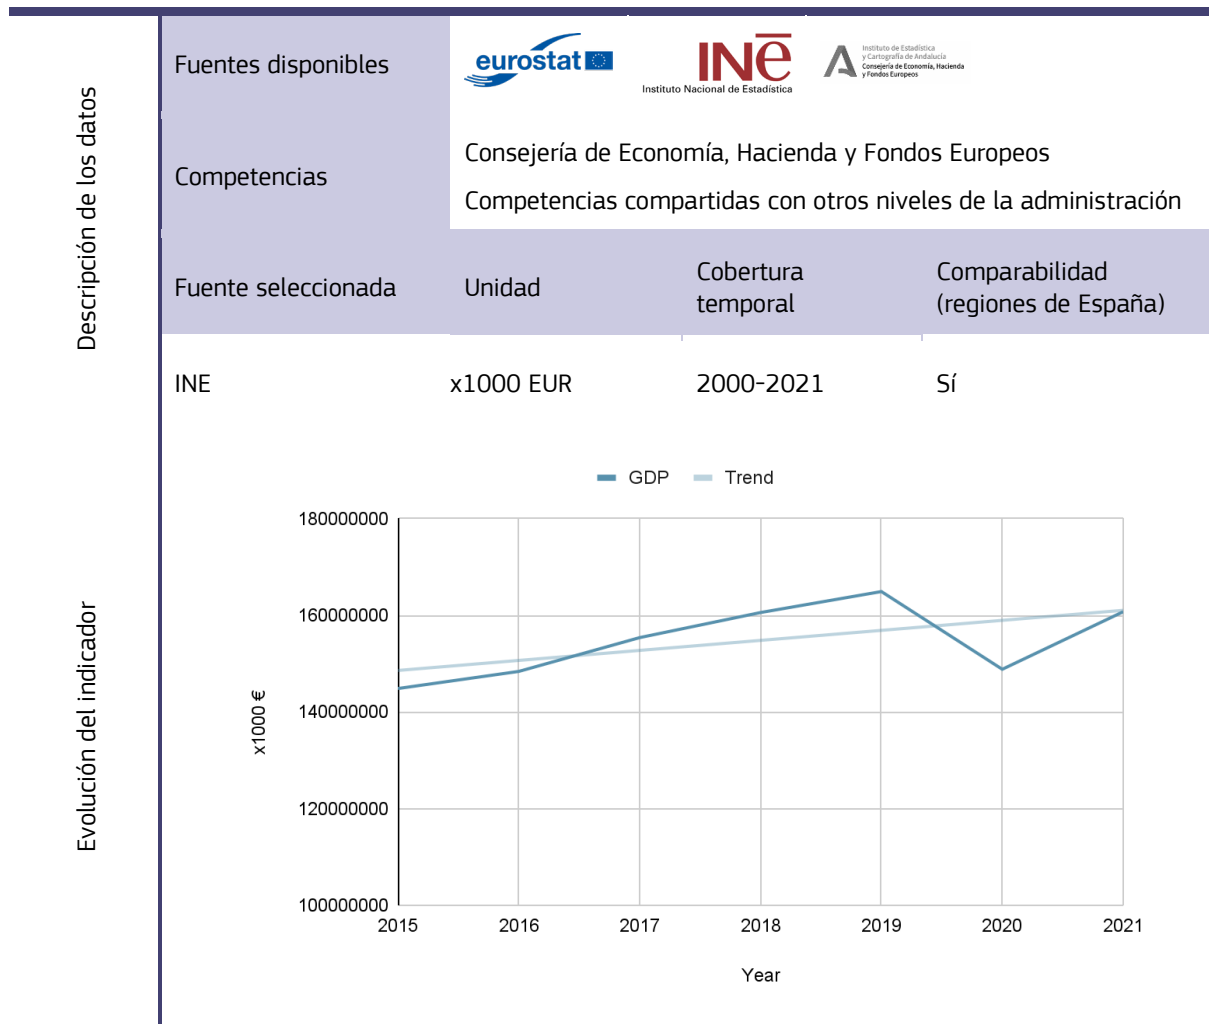 Descripción de los datos
Fuentes disponibles
eurostat
INe
Instituto Nacional de Estadística
Instituto de Estadística
y Cartografía de Andalucía
Consejería de Economía, Hacienda
y Fondos Europeos
Competencias
Consejería de Economía, Hacienda y Fondos Europeos
Competencias compartidas con otros niveles de la administración
Fuente seleccionada
Unidad
Cobertura
temporal
Comparabilidad
(regiones de España)
INE
x1000 EUR
2000-2021
Sí
Evolución del indicador
GDP
Trend
180000000
160000000
140000000
120000000
100000000
x1000 €
2015
2016
2017
2018
2019
2020
2021
Year